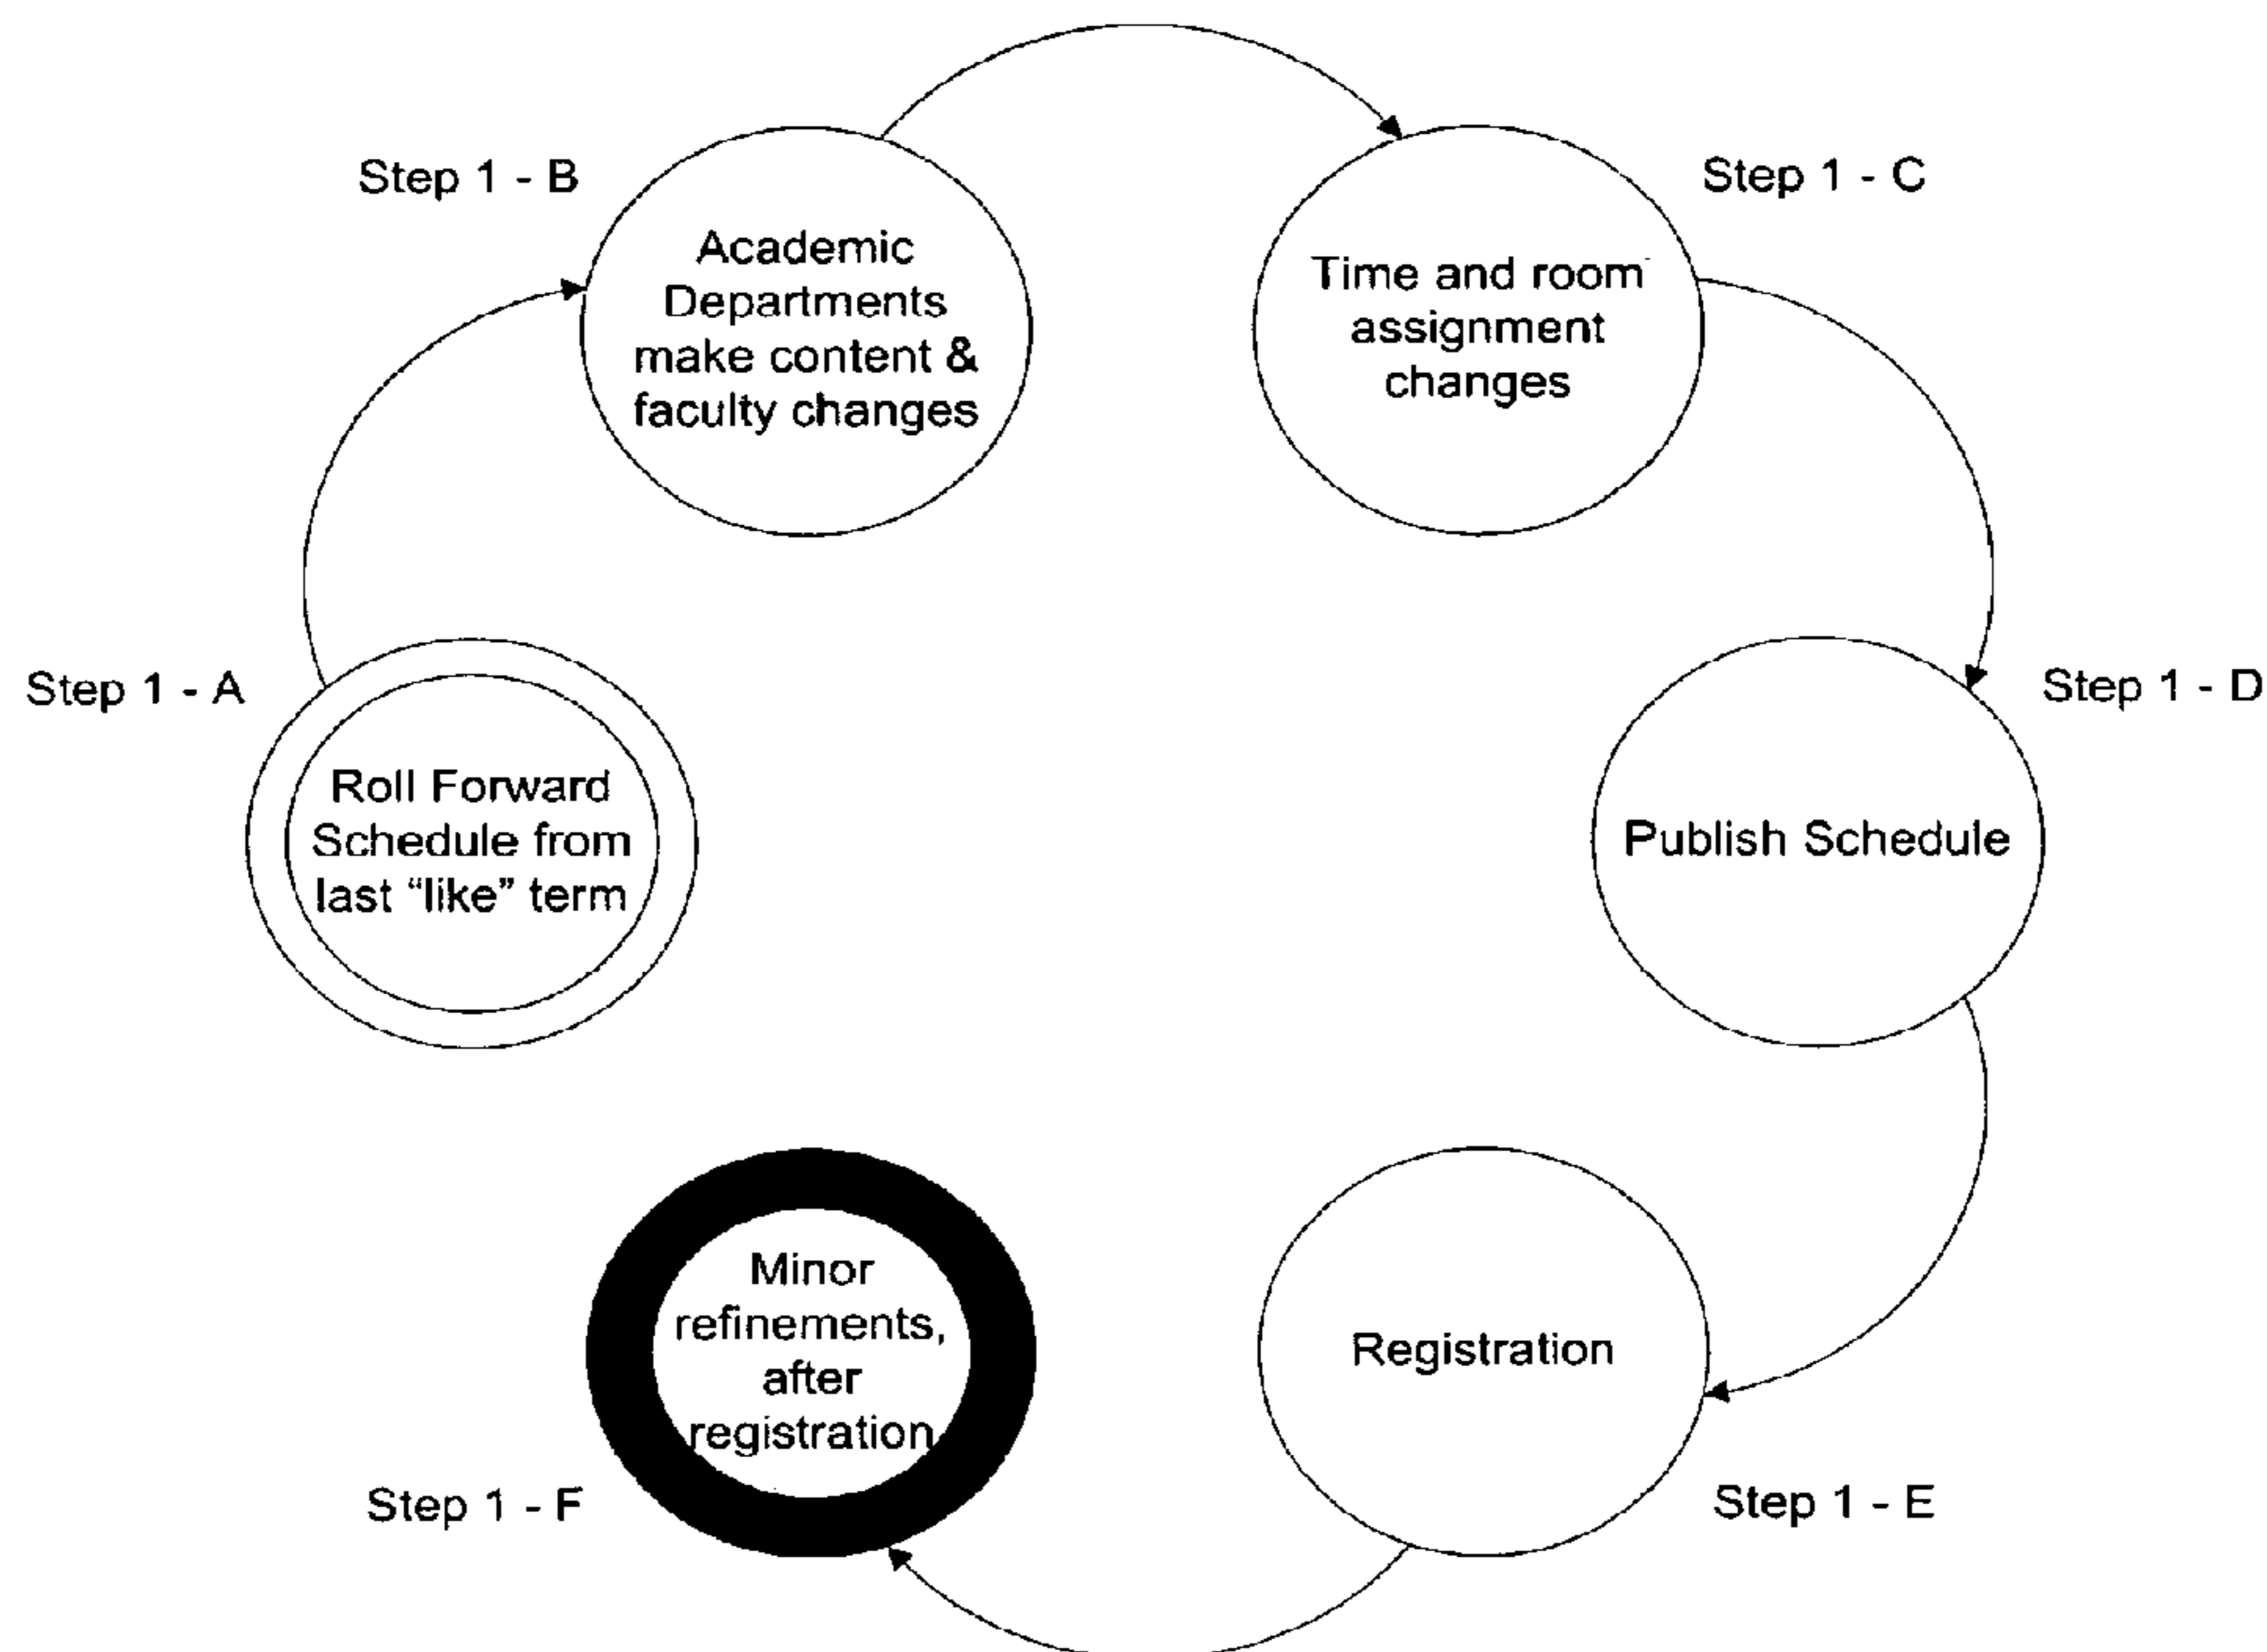 Step 1 - A
Roll Forward
Schedule from
last “like” term
Step 1 - B
Academic
Departments
make content &
faculty changes
Step 1 - C
Time and room
assignment
changes
Step 1 - D
Publish Schedule
Step 1 - E
Registration
Step 1 - F
Minor
refinements,
after
registration